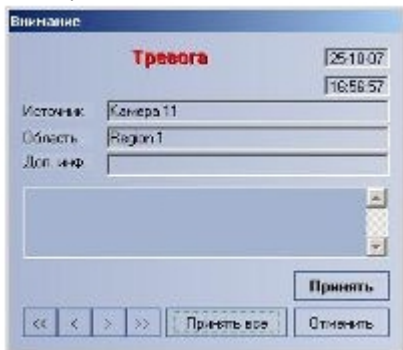 Внимание
Тревога
25-10-07
16:56:57
Источник Камера 11
Область Region 1
Доп. инф.
Принять
<< < > >> Принять все Отменить